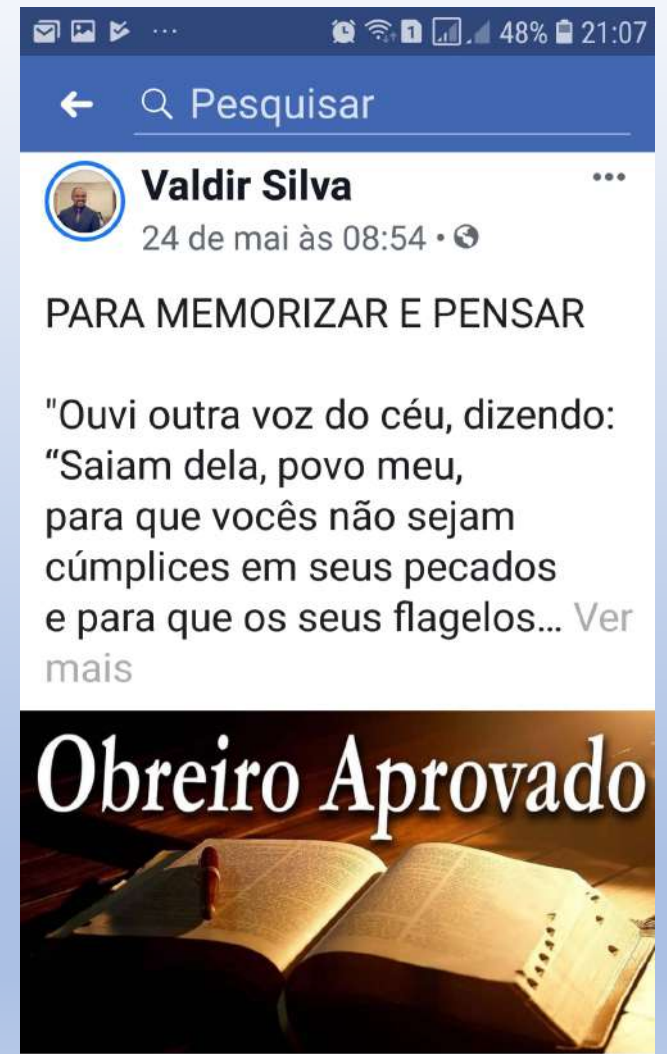 48% 21:07
Pesquisar
Valdir Silva
24 de mai às 08:54 •
PARA MEMORIZAR E PENSAR
"Ouvi outra voz do céu, dizendo:
“Saiam dela, povo meu,
para que vocês não sejam
cúmplices em seus pecados
e para que os seus flagelos... Ver
mais
Obreiro Aprovado